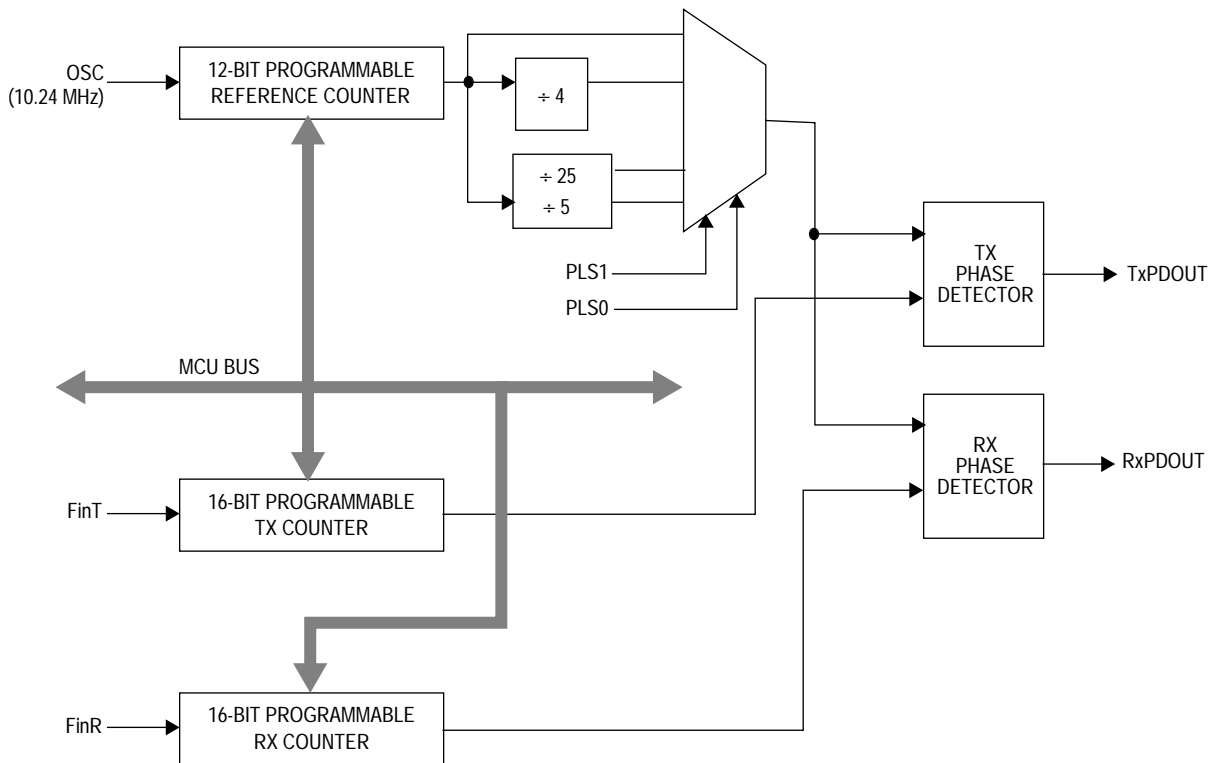 OSC
(10.24 MHz)
12-BIT PROGRAMMABLE
REFERENCE COUNTER
÷ 4
÷ 25
÷ 5
PLS1
PLS0
TX
PHASE
DETECTOR
TxPDOUT
MCU BUS
RX
PHASE
DETECTOR
RxPDOUT
FinT
16-BIT PROGRAMMABLE
TX COUNTER
FinR
16-BIT PROGRAMMABLE
RX COUNTER